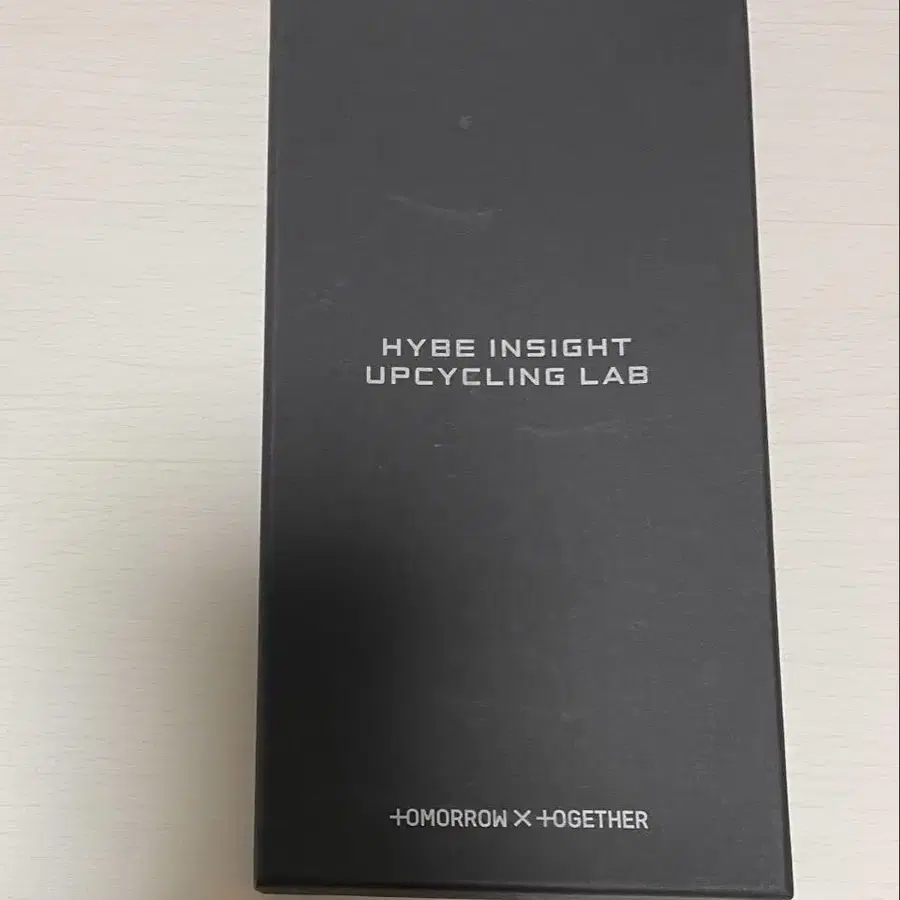 HYBE INSIGHT
UPCYCLING LAB
TOMORROW X TOGETHER